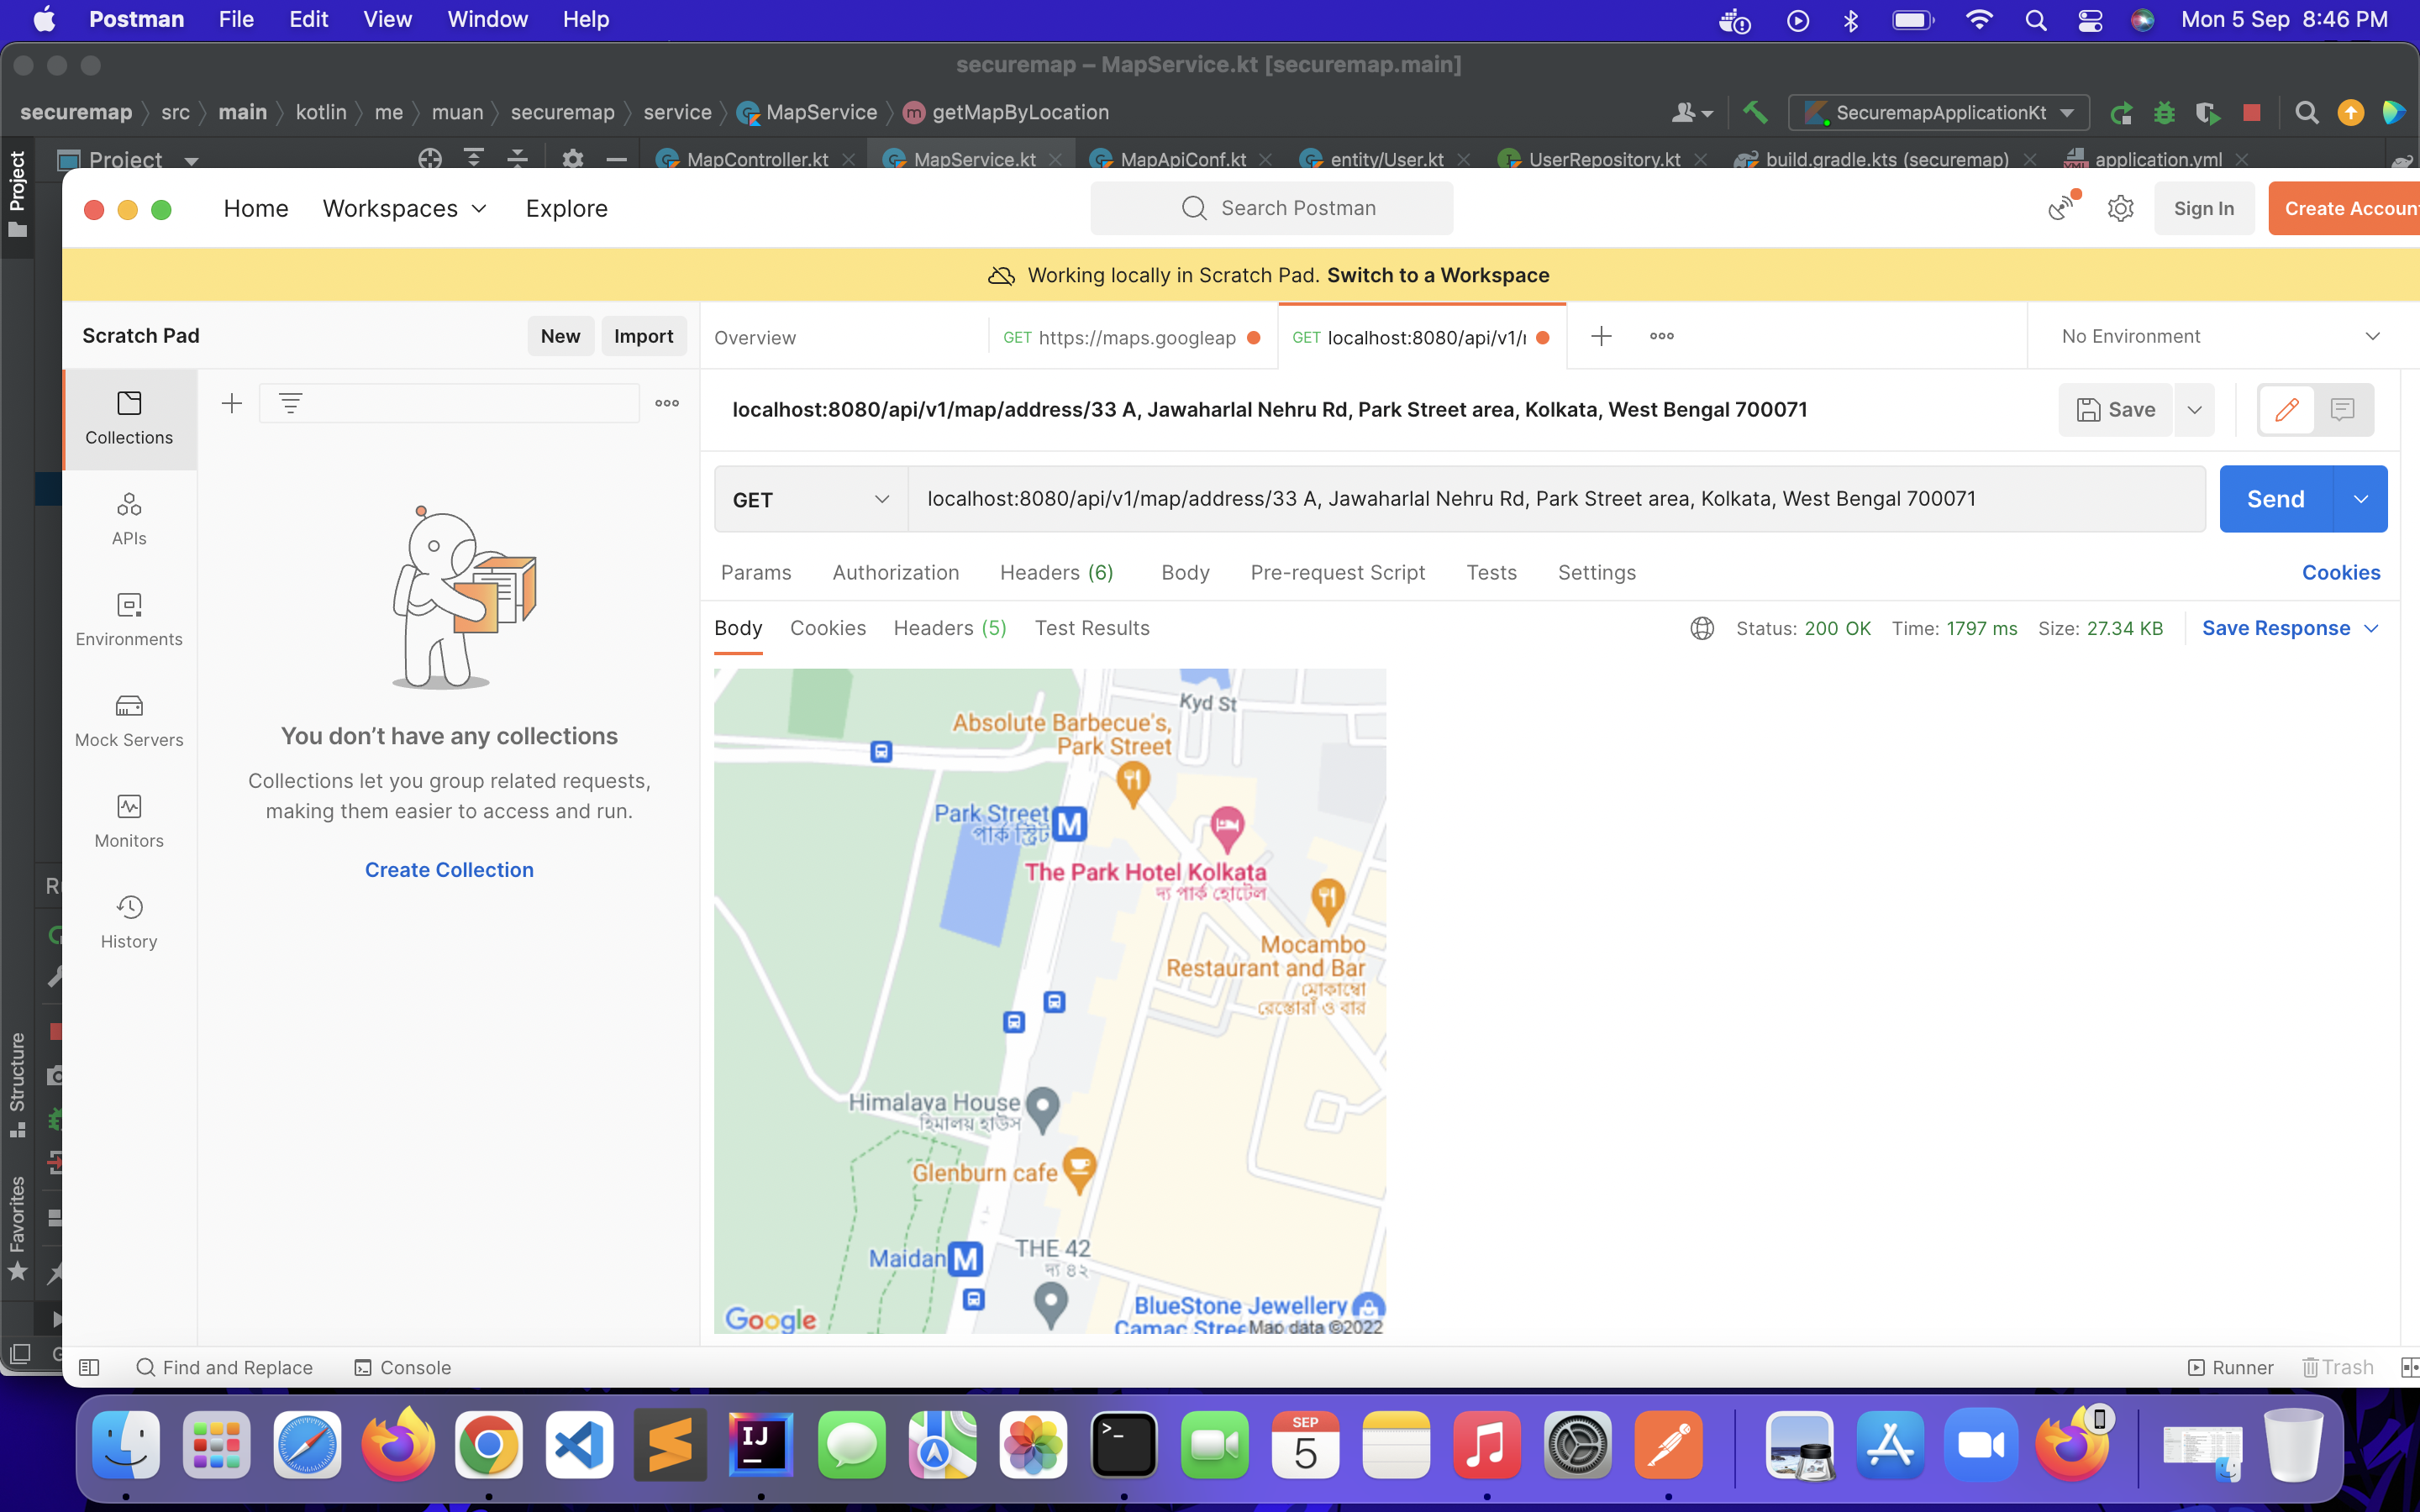 Postman File Edit View Window Help
Mon 5 Sep 8:46 PM
securemap – MapService.kt [securemap.main]
securemap src main kotlin me muan securemap service MapService m getMapByLocation
SecuremapApplicationKt
Project
Project MapController.kt MapService.kt MapApiConf.kt entity/User.kt UserRepository.kt build.gradle.kts (securemap) application.yml
Home Workspaces Explore
Search Postman
Sign In
Create Accoun
Working locally in Scratch Pad. Switch to a Workspace
Scratch Pad New Import
Overview
GET https://maps.googleap
GET localhost:8080/api/v1/
No Environment
Collections
APIs
Environments
Mock Servers
Monitors
History
You don’t have any collections
Collections let you group related requests,
making them easier to access and run.
Create Collection
localhost:8080/api/v1/map/address/33 A, Jawaharlal Nehru Rd, Park Street area, Kolkata, West Bengal 700071
Save
GET
localhost:8080/api/v1/map/address/33 A, Jawaharlal Nehru Rd, Park Street area, Kolkata, West Bengal 700071
Send
Params Authorization Headers (6) Body Pre-request Script Tests Settings Cookies
Body Cookies Headers (5) Test Results
Status: 200 OK Time: 1797 ms Size: 27.34 KB Save Response
Kyd St
Absolute Barbecue's,
Park Street
Park Street
পার্ক স্ট্রিট
M
The Park Hotel Kolkata
দ্য পার্ক হোটেল
Mocambo
Restaurant and Bar
মোকাম্বো
রেস্তোরাঁ ও বার
Himalaya House
হিমালয় হাউস
Glenburn cafe
Maidan M
THE 42
দ্য ৪২
BlueStone Jewellery
Camac Stree
Google
Map data ©2022
Structure
Favorites
Find and Replace Console
Runner Trash
IJ
SEP
5